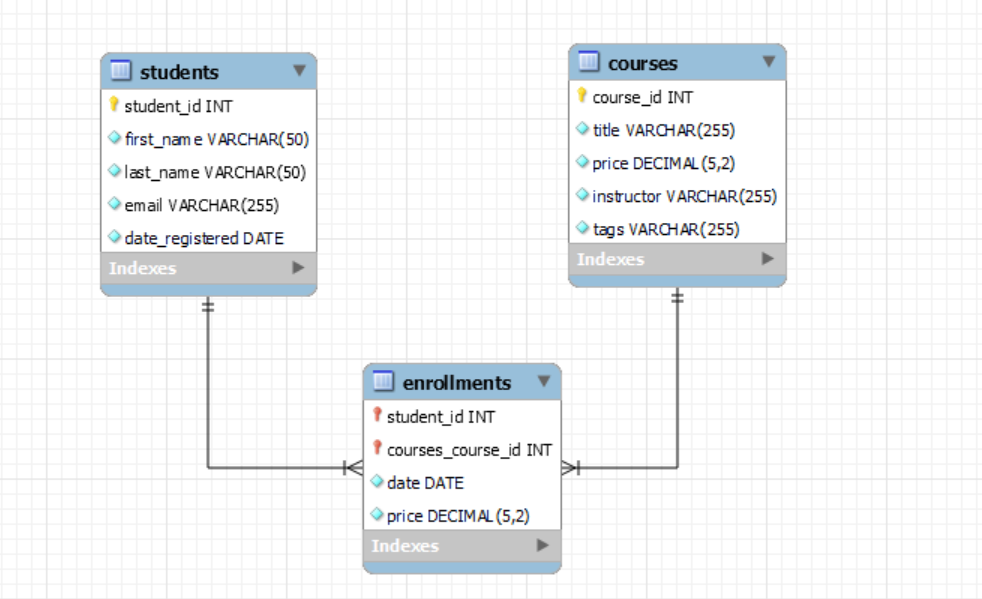 students
student_id INT
first_name VARCHAR(50)
last_name VARCHAR(50)
email VARCHAR(255)
date_registered DATE
Indexes
courses
course_id INT
title VARCHAR(255)
price DECIMAL(5,2)
instructor VARCHAR(255)
tags VARCHAR(255)
Indexes
enrollments
student_id INT
courses_course_id INT
date DATE
price DECIMAL(5,2)
Indexes